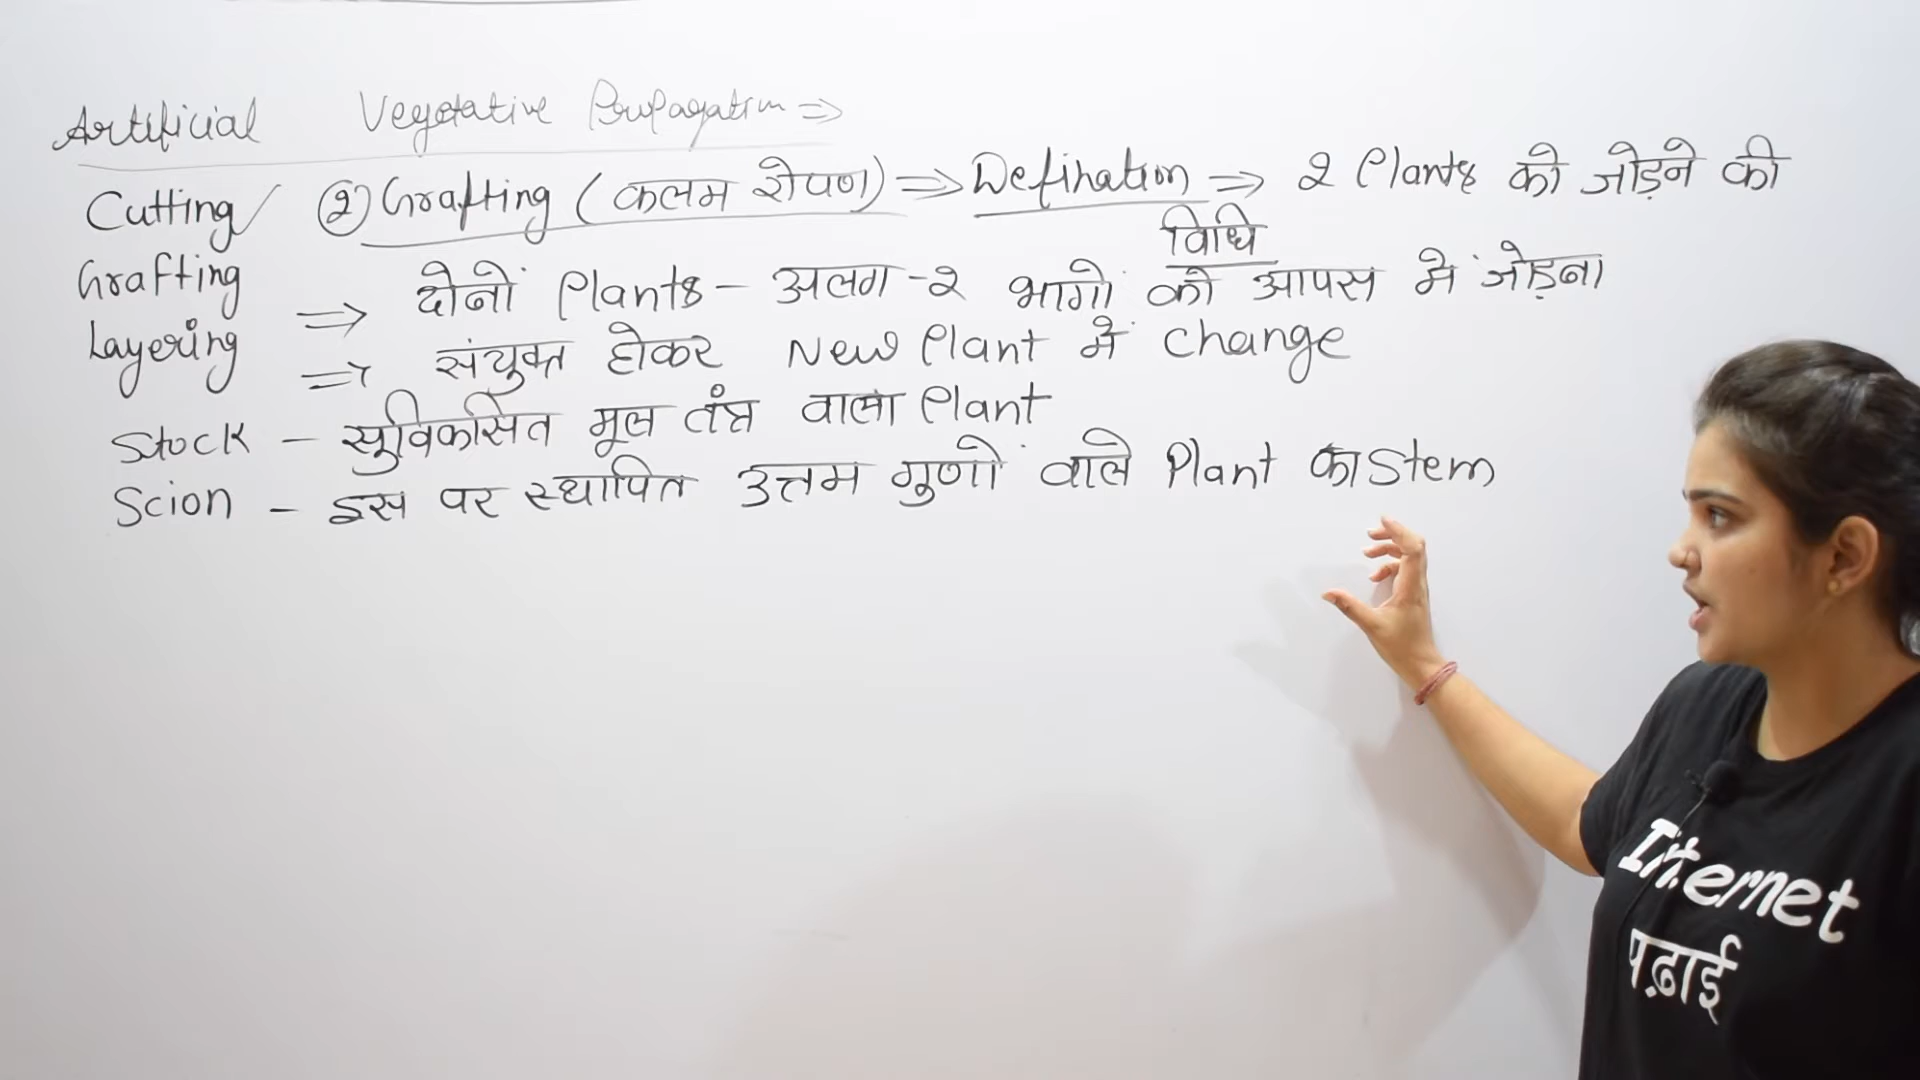 Artificial Vegetative Propagation ⇒
Cutting ✓ (2) Grafting (कलम रोपण) ⇒ Defination ⇒ 2 Plants को जोड़ने की
विधि
Grafting
⇒ दोनों Plants - अलग-2 भागों को आपस में जोड़ना
Layering
⇒ संयुक्त होकर New Plant में change
Stock - सुविकसित मूल तंत्र वाला Plant
Scion - इस पर स्थापित उत्तम गुणों वाले Plant का Stem
Internet
पढ़ाई